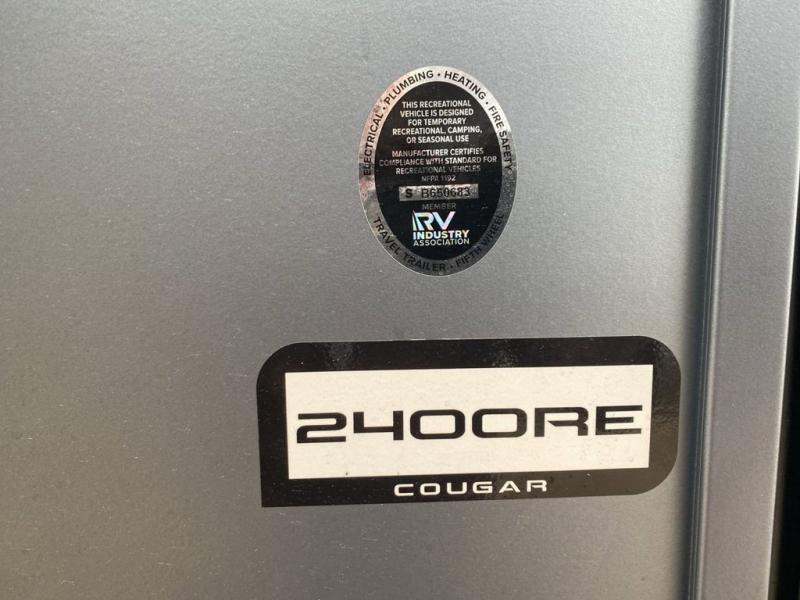 ELECTRICAL • PLUMBING • HEATING • FIRE SAFETY
THIS RECREATIONAL
VEHICLE IS DESIGNED
FOR TEMPORARY
RECREATIONAL, CAMPING,
OR SEASONAL USE
MANUFACTURER CERTIFIES
COMPLIANCE WITH STANDARD FOR
RECREATIONAL VEHICLES
NFPA 1192
S B650683
MEMBER
RV
INDUSTRY
ASSOCIATION
TRAVEL TRAILER • FIFTH WHEEL
2400RE
COUGAR